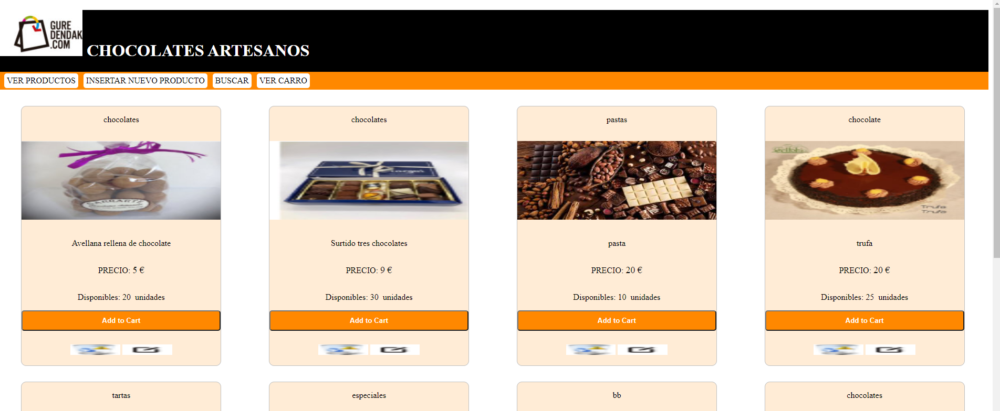 GURE
DENDAK
.COM
CHOCOLATES ARTESANOS
VER PRODUCTOS INSERTAR NUEVO PRODUCTO BUSCAR VER CARRO
chocolates chocolates pastas chocolate
Trufa
Trufa
Avellana rellena de chocolate Surtido tres chocolates pasta trufa
PRECIO: 5 € PRECIO: 9 € PRECIO: 20 € PRECIO: 20 €
Disponibles: 20 unidades Disponibles: 30 unidades Disponibles: 10 unidades Disponibles: 25 unidades
Add to Cart Add to Cart Add to Cart Add to Cart
tartas especiales bb chocolates